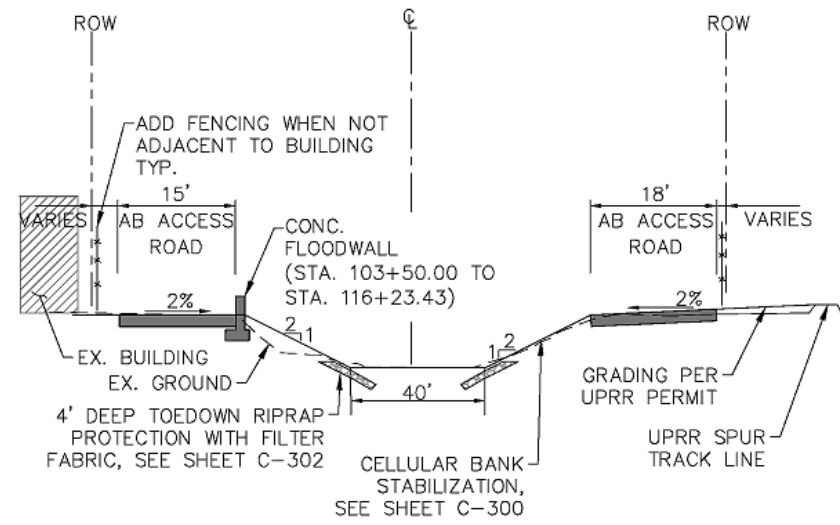 ROW
℄
ROW
ADD FENCING WHEN NOT
ADJACENT TO BUILDING
TYP.
15'
18'
VARIES
AB ACCESS
ROAD
CONC.
FLOODWALL
(STA. 103+50.00 TO
STA. 116+23.43)
AB ACCESS
ROAD
VARIES
2%
2%
2
1
1
2
EX. BUILDING
EX. GROUND
40'
GRADING PER
UPRR PERMIT
4' DEEP TOEDOWN RIPRAP
PROTECTION WITH FILTER
FABRIC, SEE SHEET C-302
CELLULAR BANK
STABILIZATION,
SEE SHEET C-300
UPRR SPUR
TRACK LINE